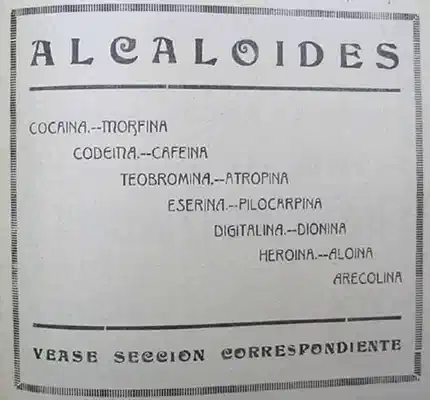 ALCALOIDES
COCAINA.--MORFINA
CODEINA.--CAFEINA
TEOBROMINA.--ATROPINA
ESERINA.--PILOCARPINA
DIGITALINA.--DIONINA
HEROINA.--ALOINA
ARECOLINA
VEASE SECCION CORRESPONDIENTE